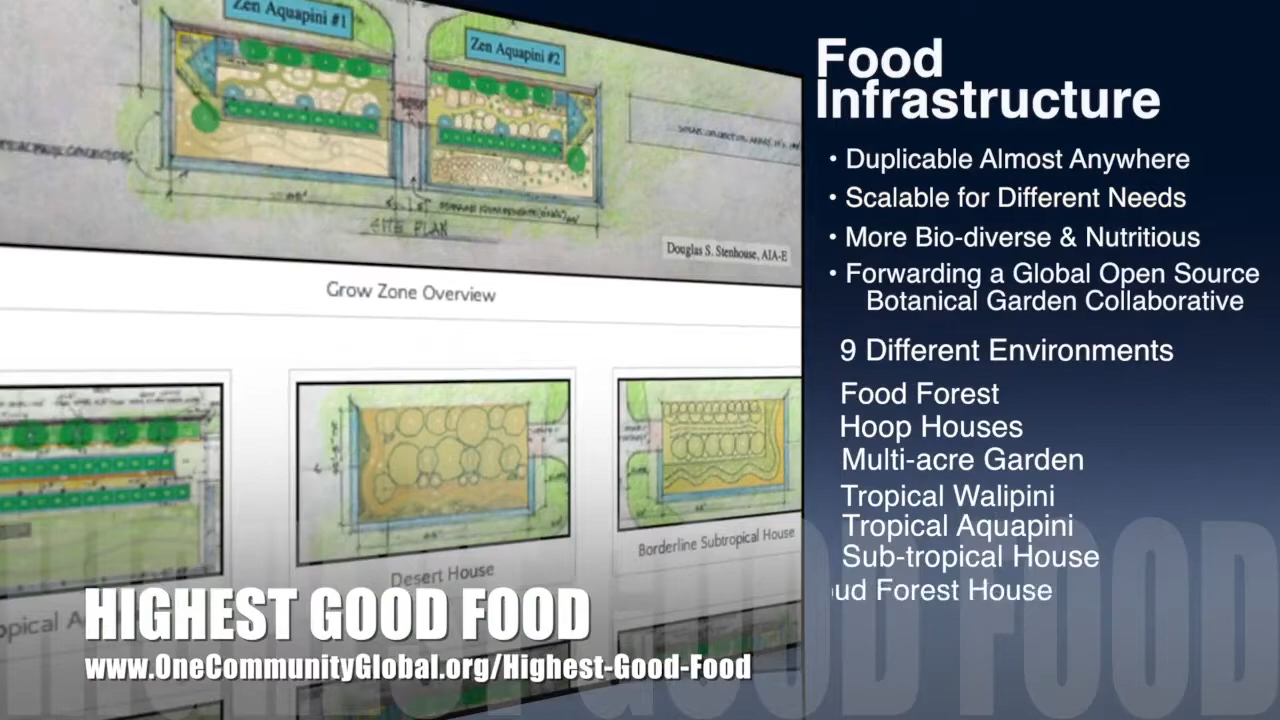 Zen Aquapini #1
Zen Aquapini #2
SITE PLAN
Douglas S. Stenhouse, AIA-E
Grow Zone Overview
Desert House
Borderline Subtropical House
HIGHEST GOOD FOOD
www.OneCommunityGlobal.org/Highest-Good-Food
Food
Infrastructure
• Duplicable Almost Anywhere
• Scalable for Different Needs
• More Bio-diverse & Nutritious
• Forwarding a Global Open Source
Botanical Garden Collaborative
9 Different Environments
Food Forest
Hoop Houses
Multi-acre Garden
Tropical Walipini
Tropical Aquapini
Sub-tropical House
oud Forest House
HIGHEST GOOD FOOD